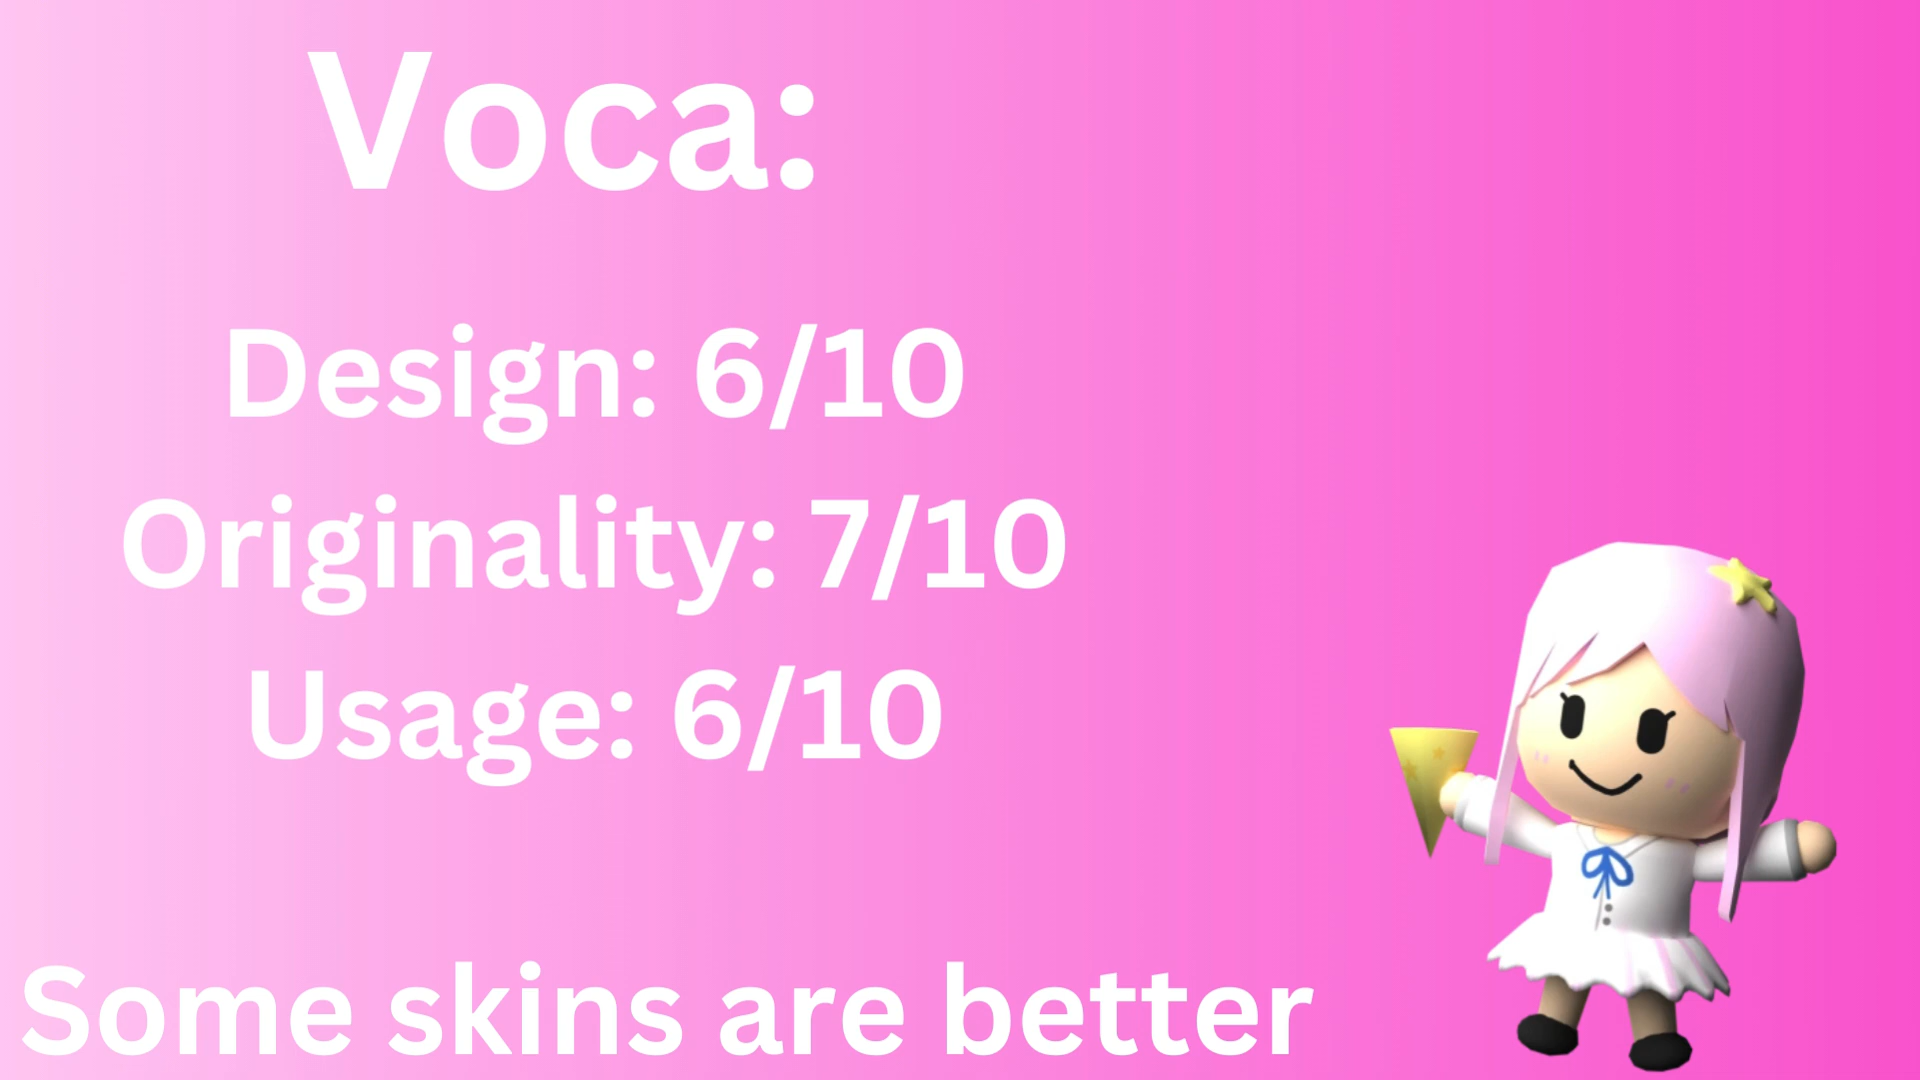 Voca:
Design: 6/10
Originality: 7/10
Usage: 6/10
Some skins are better